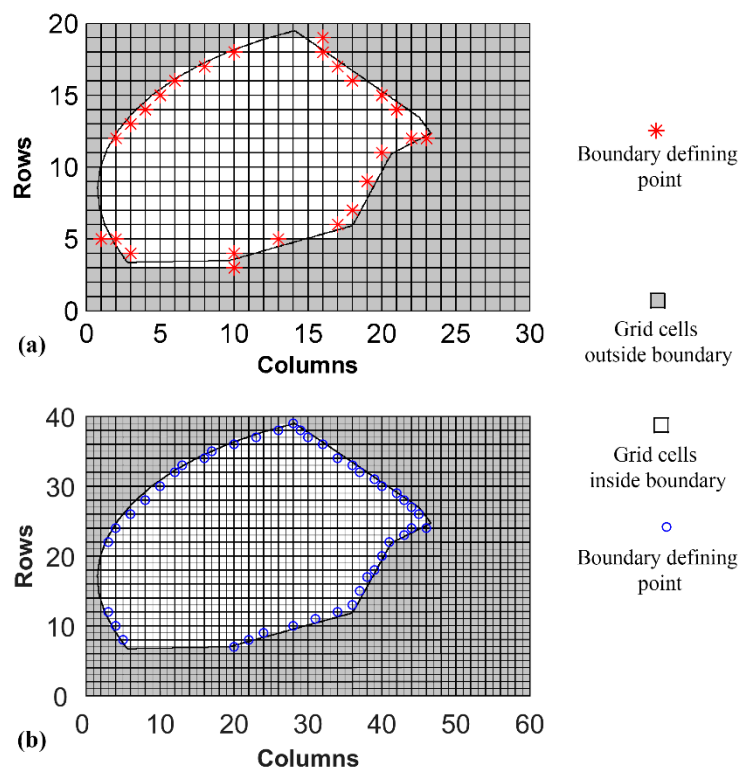 20
15
10
5
0
Rows
0 5 10 15 20 25 30
Columns
(a)
Boundary defining
point
Grid cells
outside boundary
Grid cells
inside boundary
Boundary defining
point
40
30
20
10
0
Rows
0 10 20 30 40 50 60
Columns
(b)